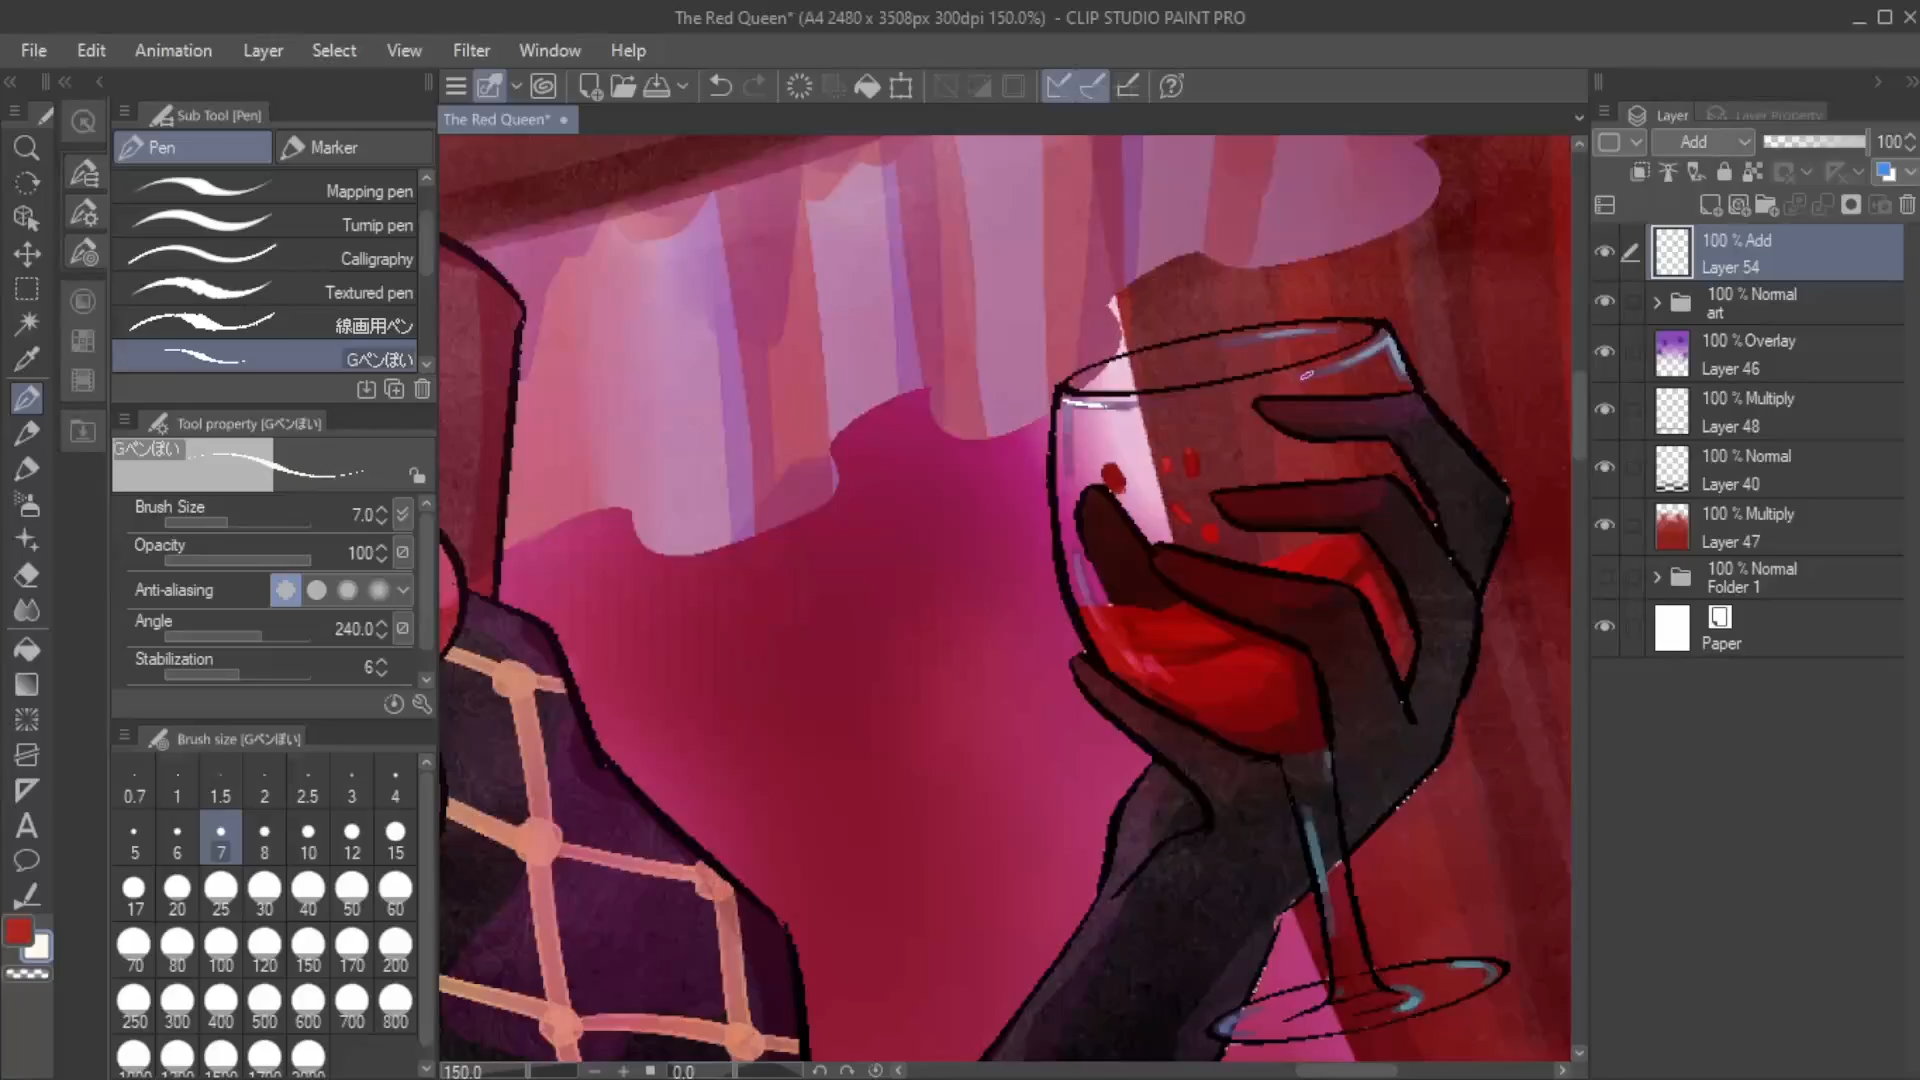 The Red Queen* (A4 2480 x 3508px 300dpi 150.0%) - CLIP STUDIO PAINT PRO
File Edit Animation Layer Select View Filter Window Help
Sub Tool [Pen]
Pen Marker
Mapping pen
Turnip pen
Calligraphy
Textured pen
線画用ペン
Gペンぽい
Tool property [Gペンぽい]
Gペンぽい
Brush Size 7.0
Opacity 100
Anti-aliasing
Angle 240.0
Stabilization 6
Brush size [Gペンぽい]
0.7 1 1.5 2 2.5 3 4
5 6 7 8 10 12 15
17 20 25 30 40 50 60
70 80 100 120 150 170 200
250 300 400 500 600 700 800
The Red Queen*
150.0 0.0
Layer Layer Property
Add 100
100 % Add
Layer 54
100 % Normal
art
100 % Overlay
Layer 46
100 % Multiply
Layer 48
100 % Normal
Layer 40
100 % Multiply
Layer 47
100 % Normal
Folder 1
Paper